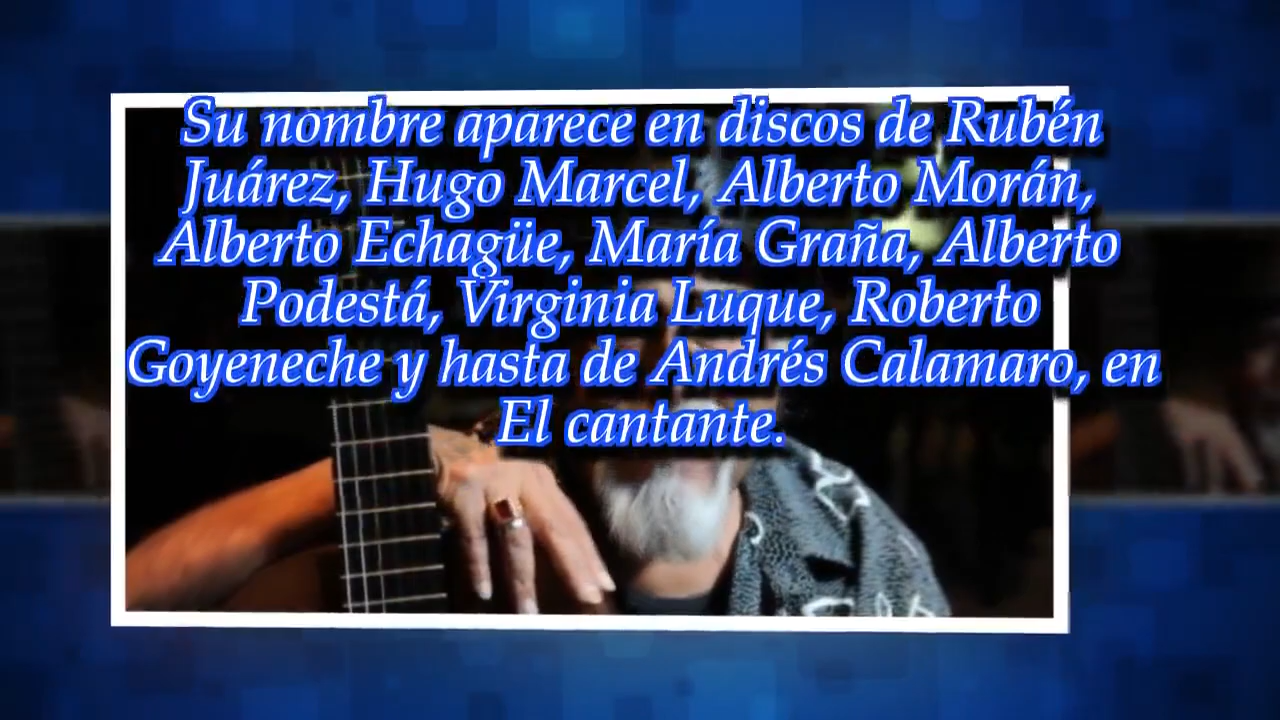 Su nombre aparece en discos de Rubén
Juárez, Hugo Marcel, Alberto Morán,
Alberto Echagüe, María Graña, Alberto
Podestá, Virginia Luque, Roberto
Goyeneche y hasta de Andrés Calamaro, en
El cantante.